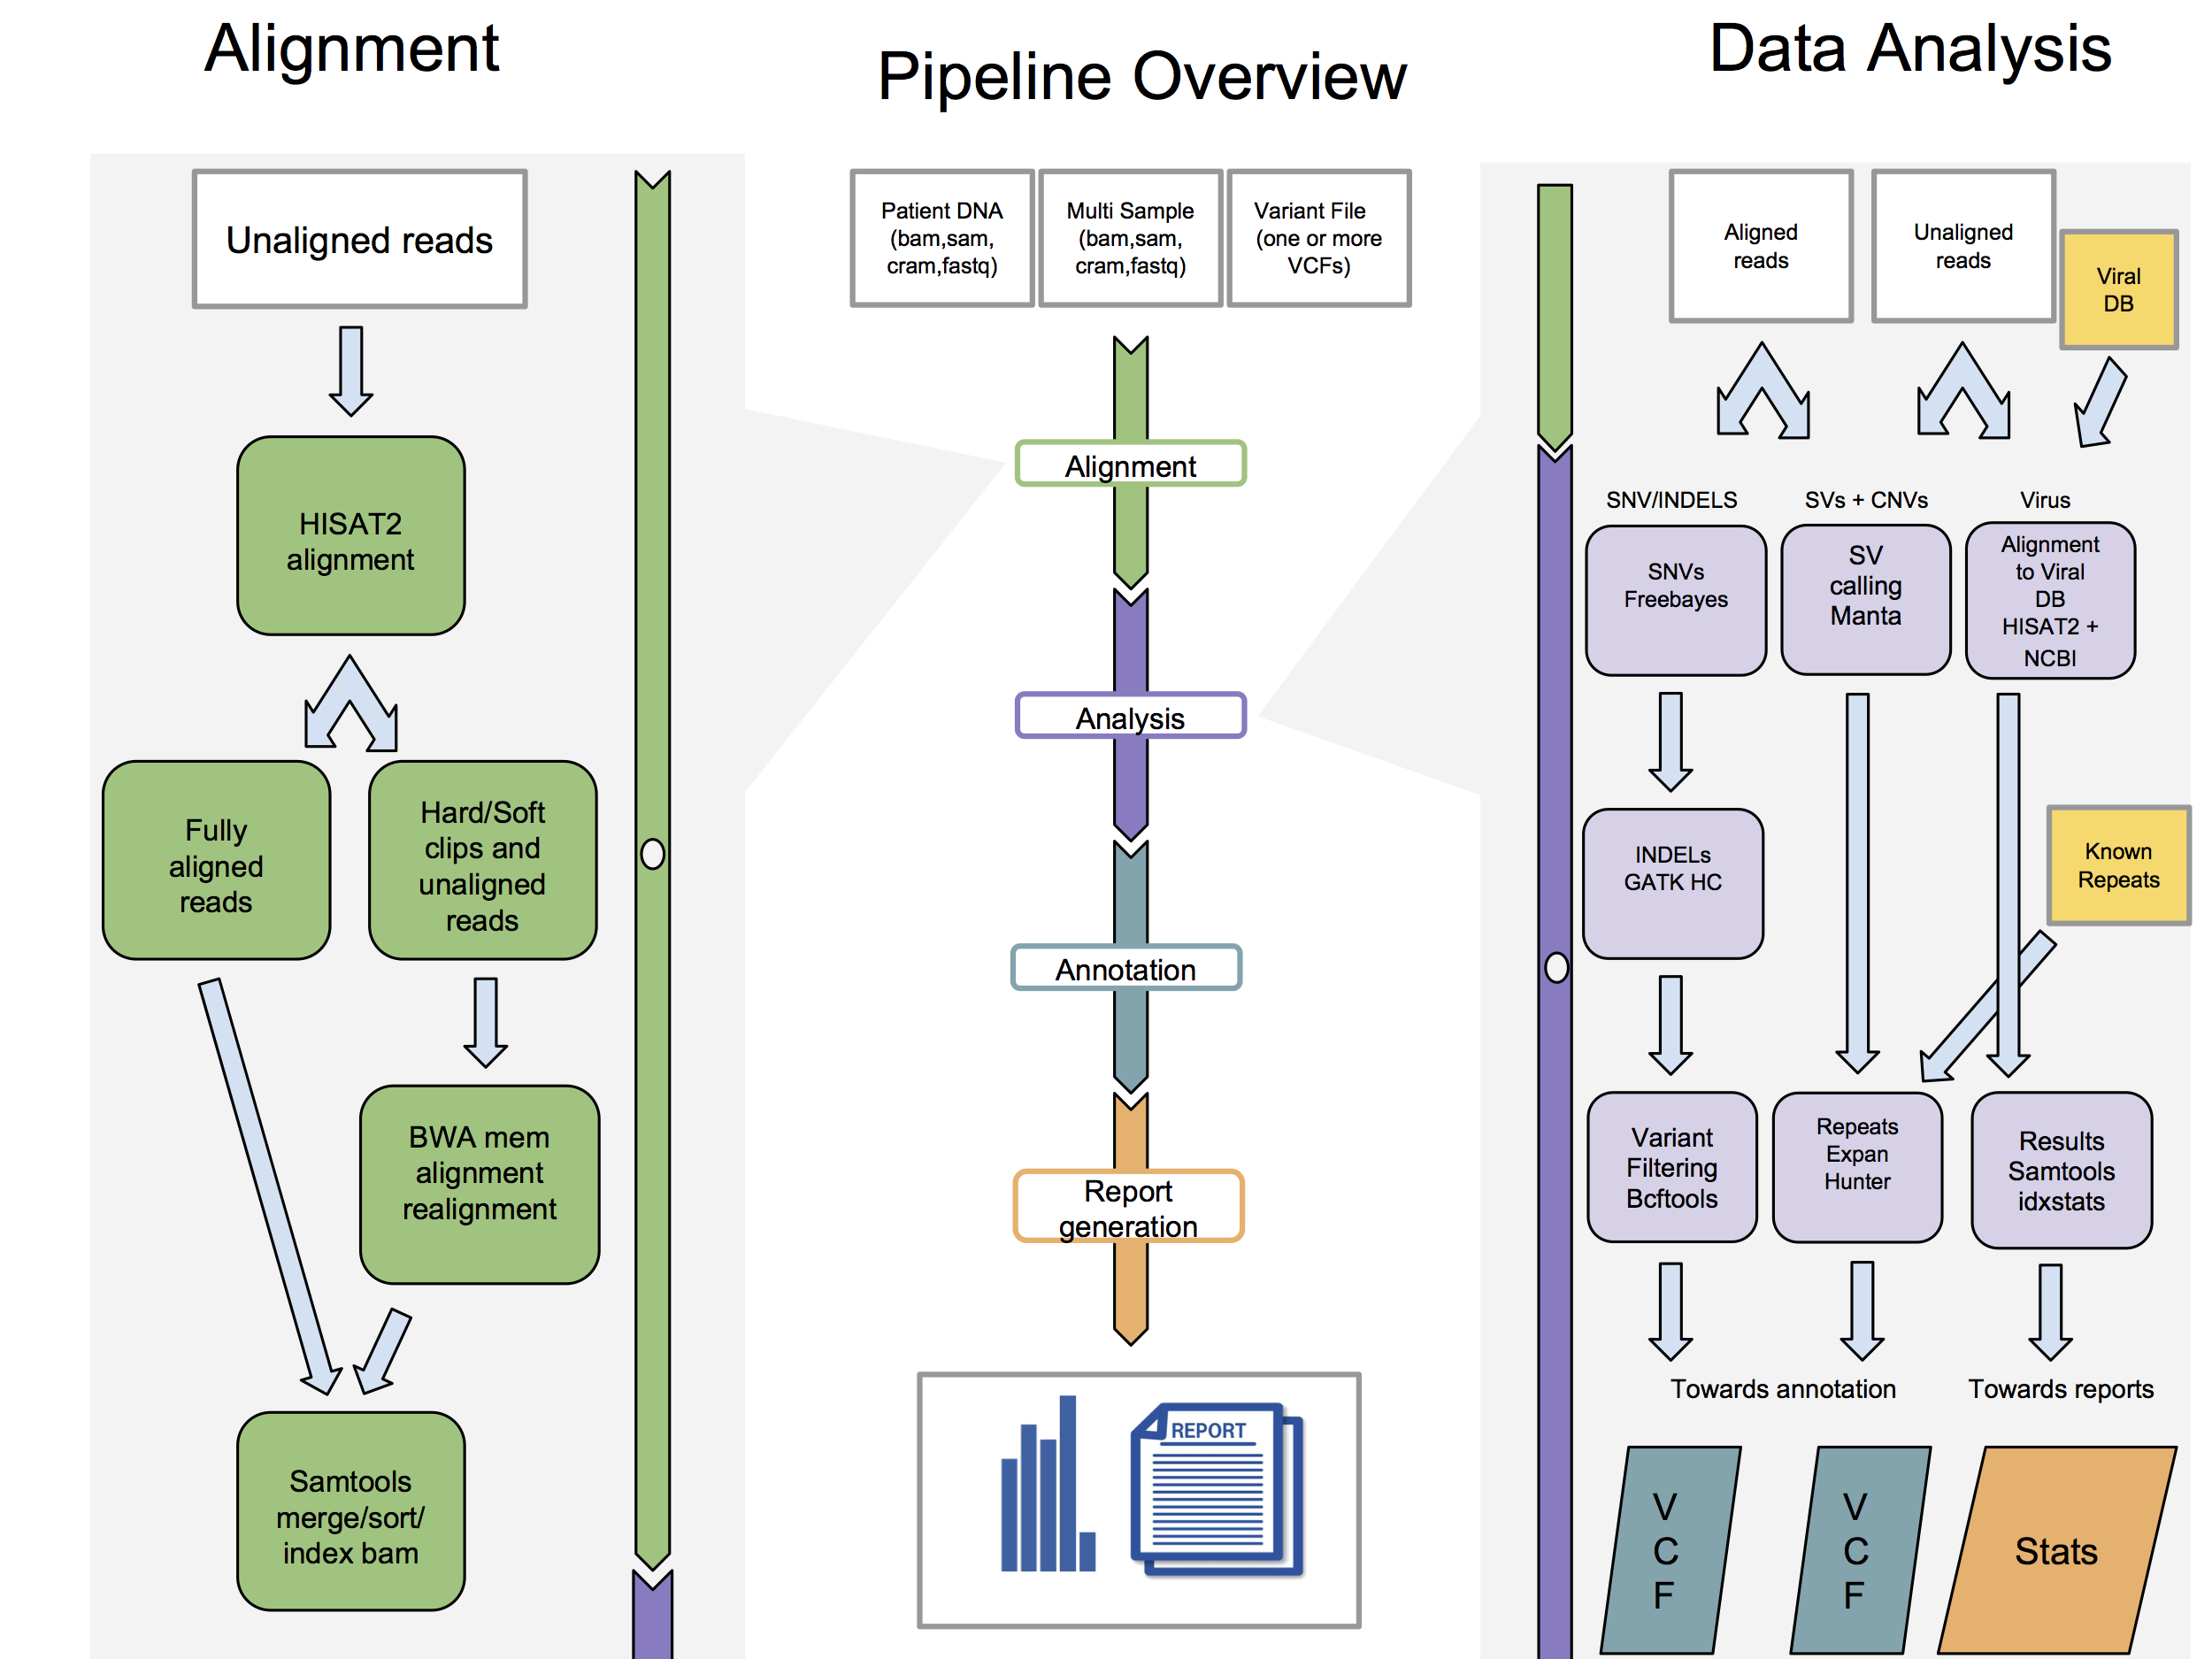 Alignment
Unaligned reads
HISAT2
alignment
Fully
aligned
reads
Hard/Soft
clips and
unaligned
reads
BWA mem
alignment
realignment
Samtools
merge/sort/
index bam
Pipeline Overview
Patient DNA
(bam,sam,
cram,fastq)
Multi Sample
(bam,sam,
cram,fastq)
Variant File
(one or more
VCFs)
Alignment
Analysis
Annotation
Report
generation
REPORT
Data Analysis
Aligned
reads
Unaligned
reads
Viral
DB
SNV/INDELS
SVs + CNVs
Virus
SNVs
Freebayes
SV
calling
Manta
Alignment
to Viral
DB
HISAT2 +
NCBI
INDELs
GATK HC
Known
Repeats
Variant
Filtering
Bcftools
Repeats
Expan
Hunter
Results
Samtools
idxstats
Towards annotation
Towards reports
V
C
F
V
C
F
Stats